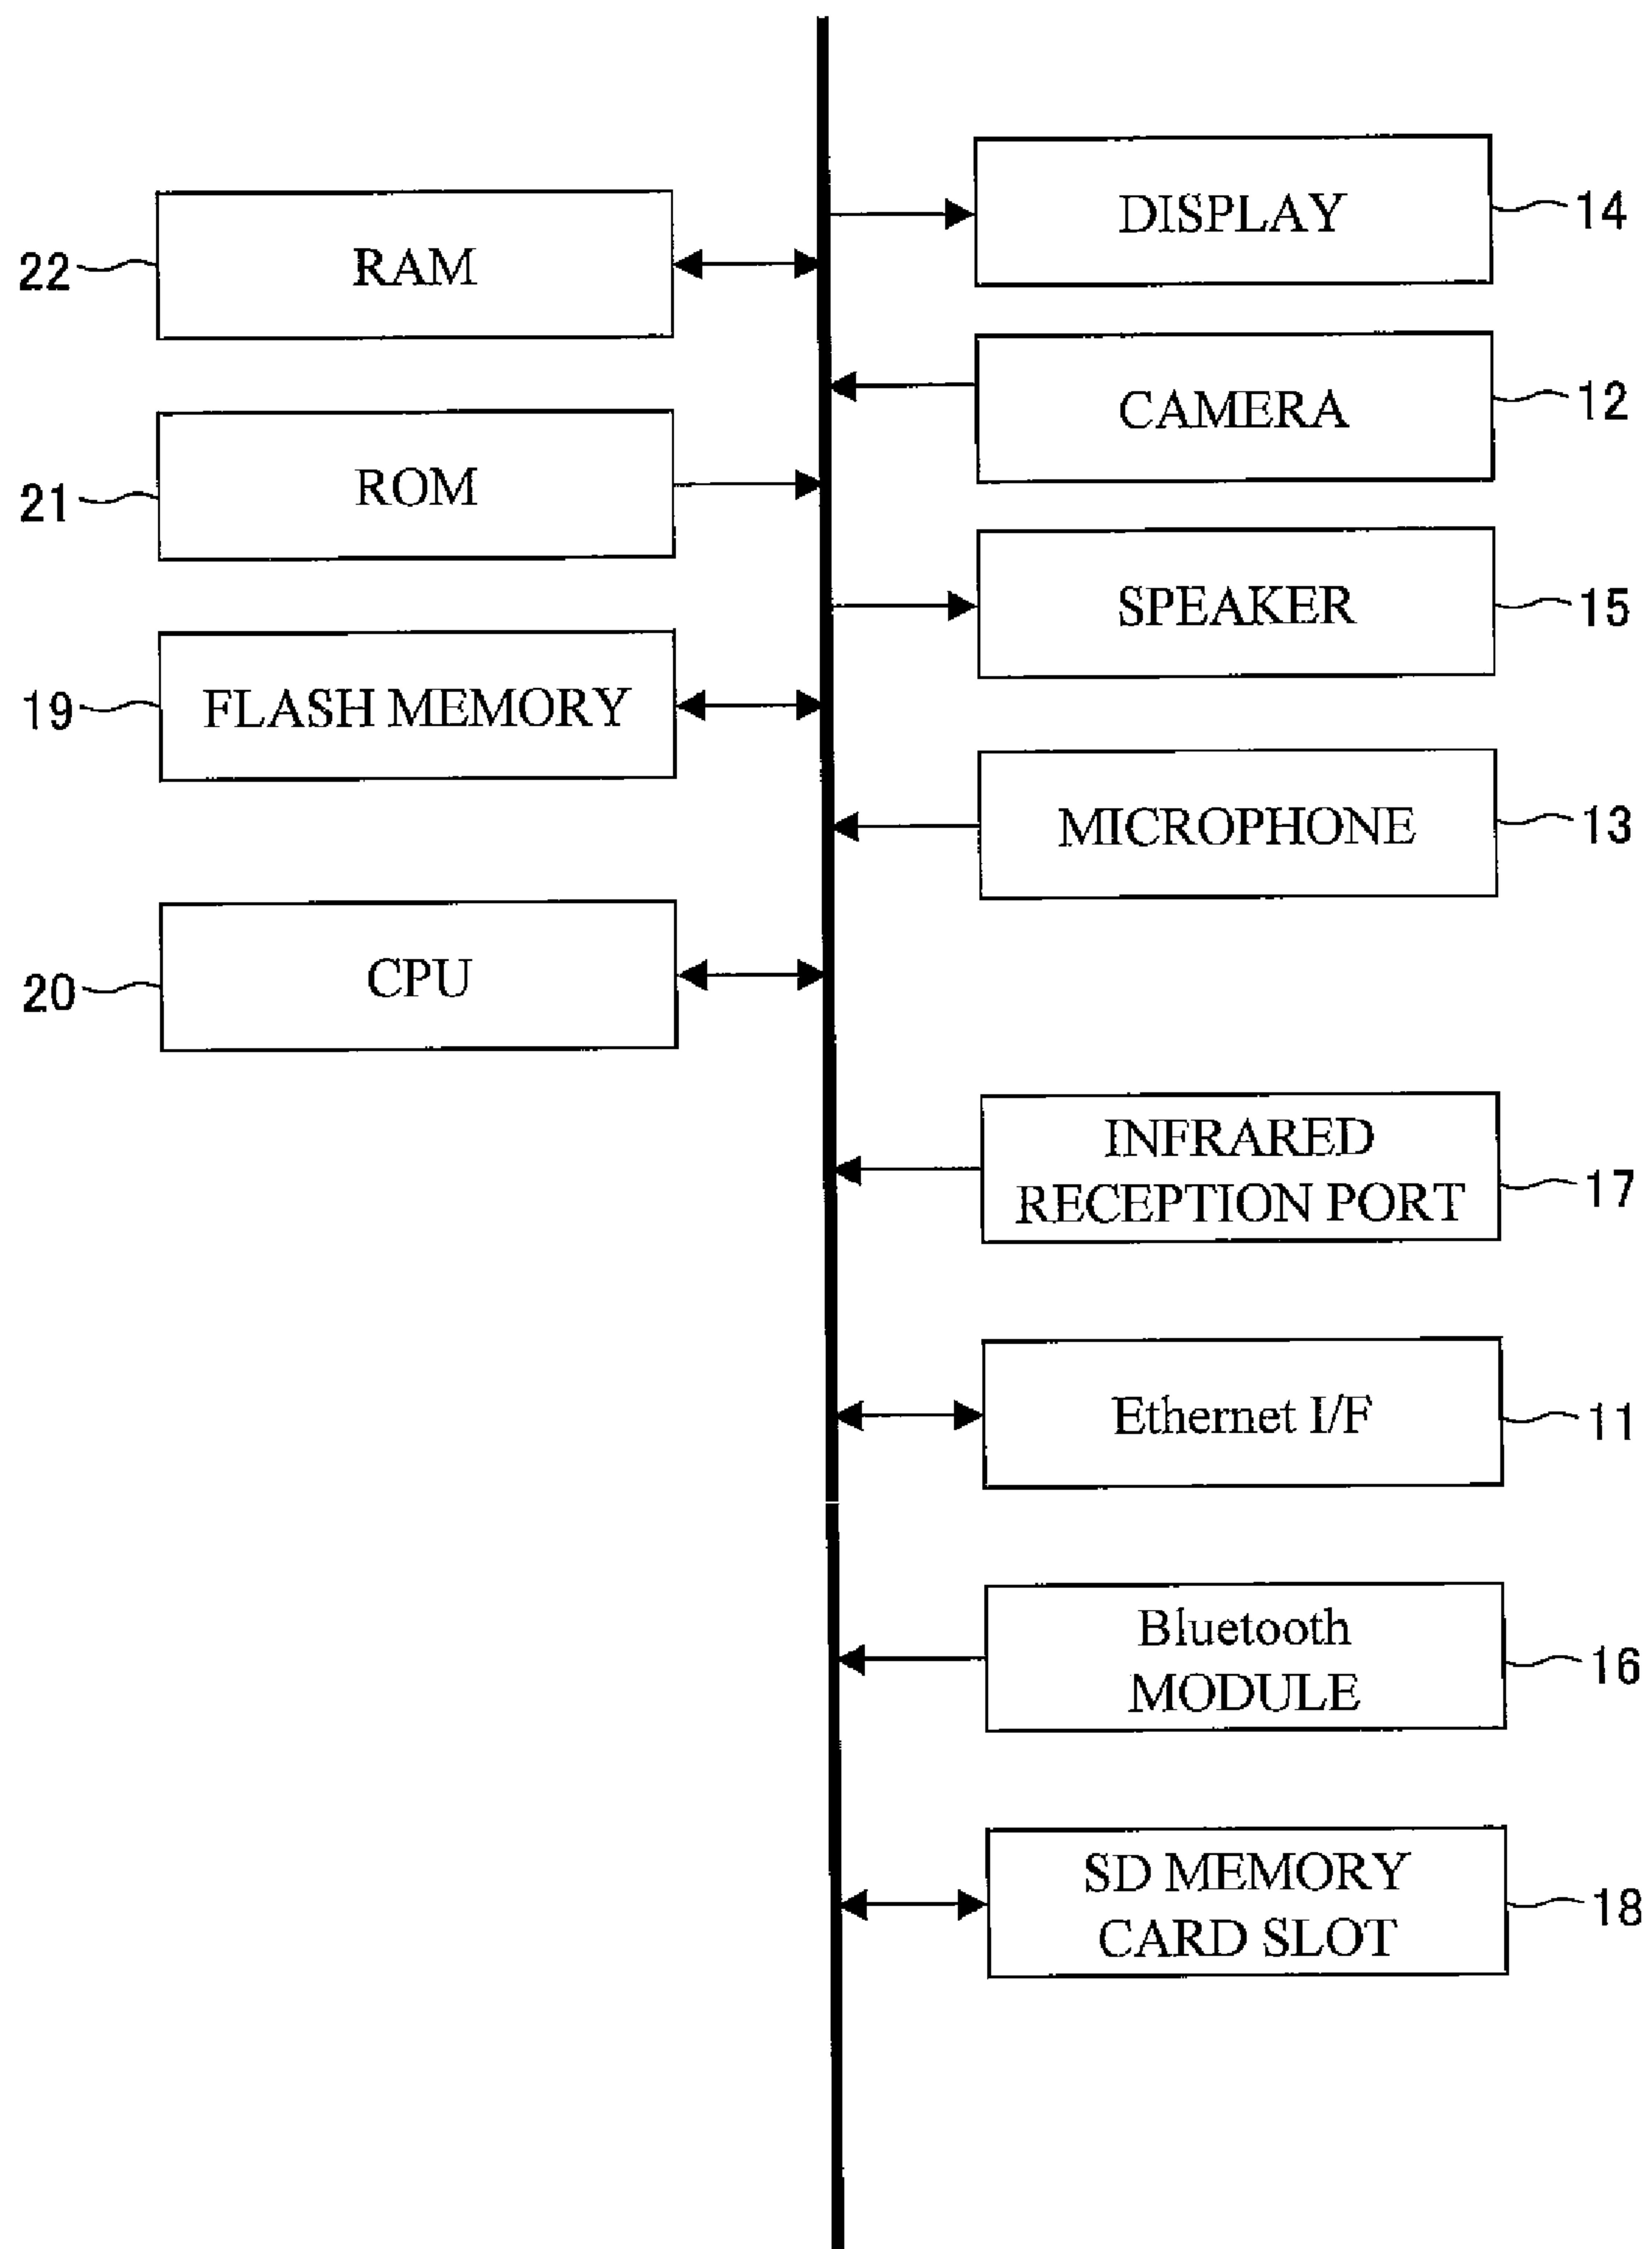 22
RAM
21
ROM
19
FLASH MEMORY
20
CPU
DISPLAY
14
CAMERA
12
SPEAKER
15
MICROPHONE
13
INFRARED
RECEPTION PORT
17
Ethernet I/F
11
Bluetooth
MODULE
16
SD MEMORY
CARD SLOT
18